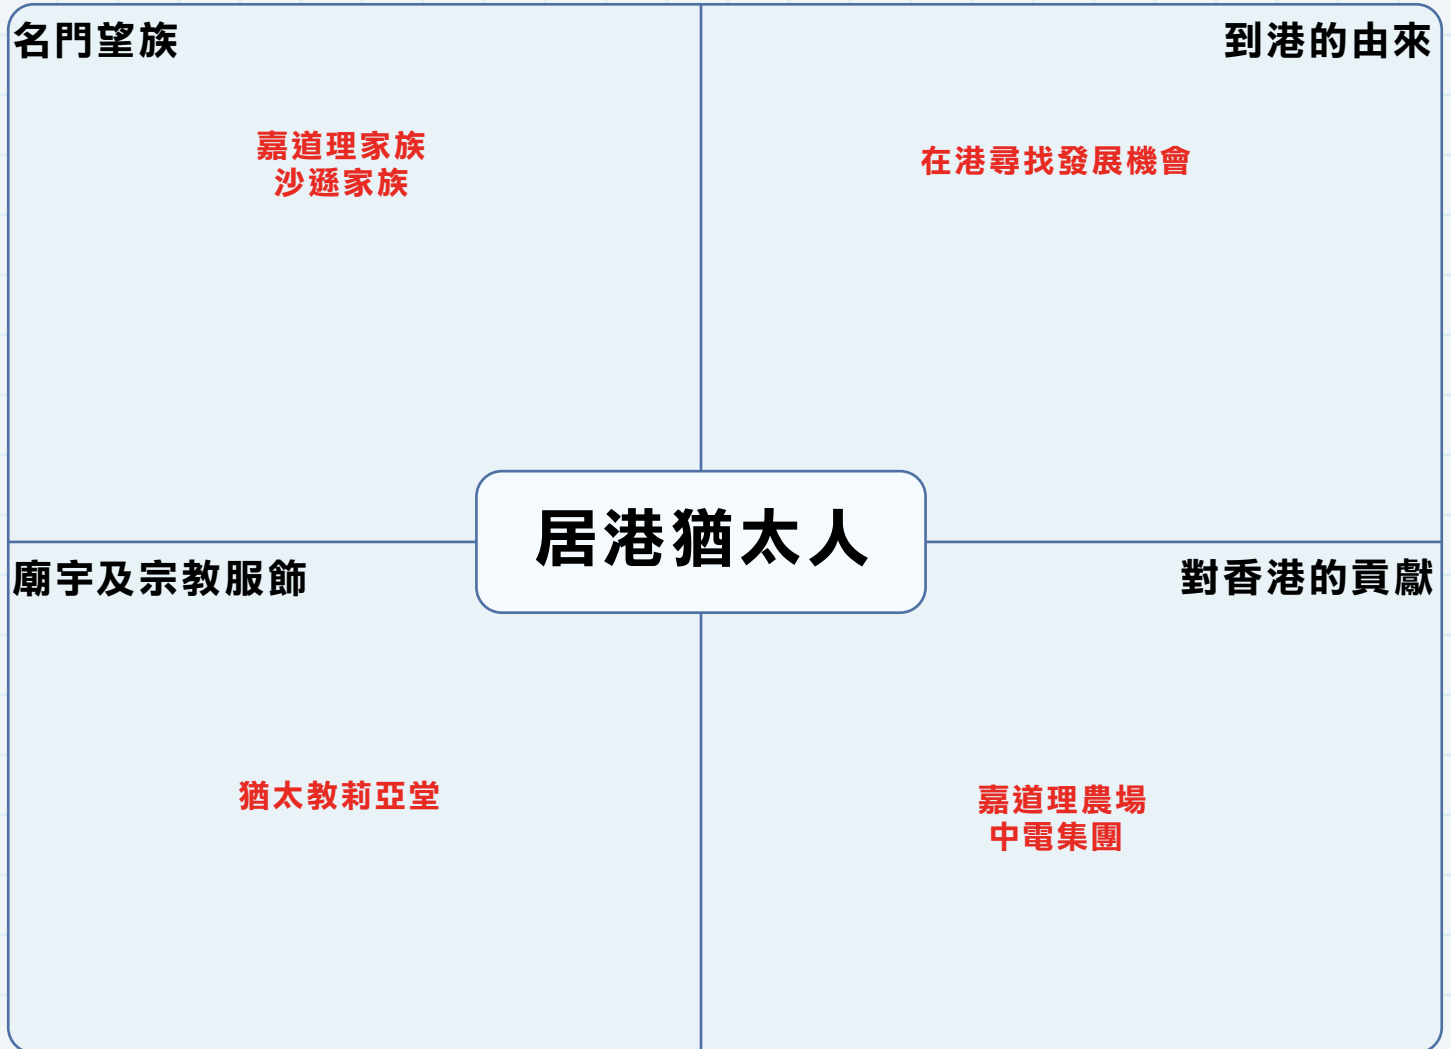 名門望族
到港的由來
嘉道理家族
沙遜家族
在港尋找發展機會
居港猶太人
廟宇及宗教服飾
對香港的貢獻
猶太教莉亞堂
嘉道理農場
中電集團